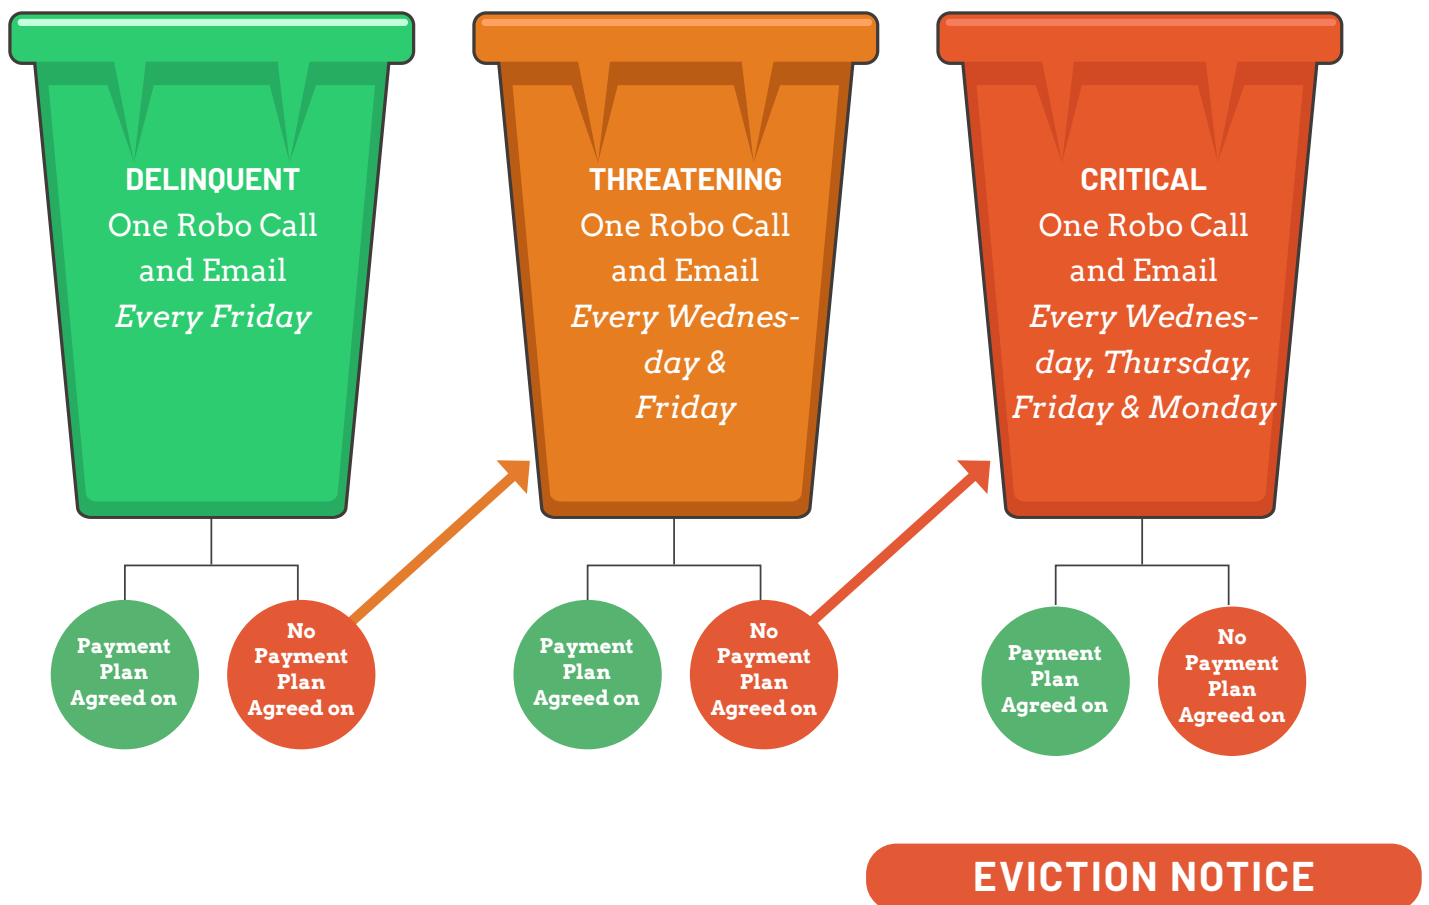 DELINQUENT
One Robo Call
and Email
Every Friday
THREATENING
One Robo Call
and Email
Every Wednes-
day &
Friday
CRITICAL
One Robo Call
and Email
Every Wednes-
day, Thursday,
Friday & Monday
Payment
Plan
Agreed on
No
Payment
Plan
Agreed on
Payment
Plan
Agreed on
No
Payment
Plan
Agreed on
Payment
Plan
Agreed on
No
Payment
Plan
Agreed on
EVICTION NOTICE